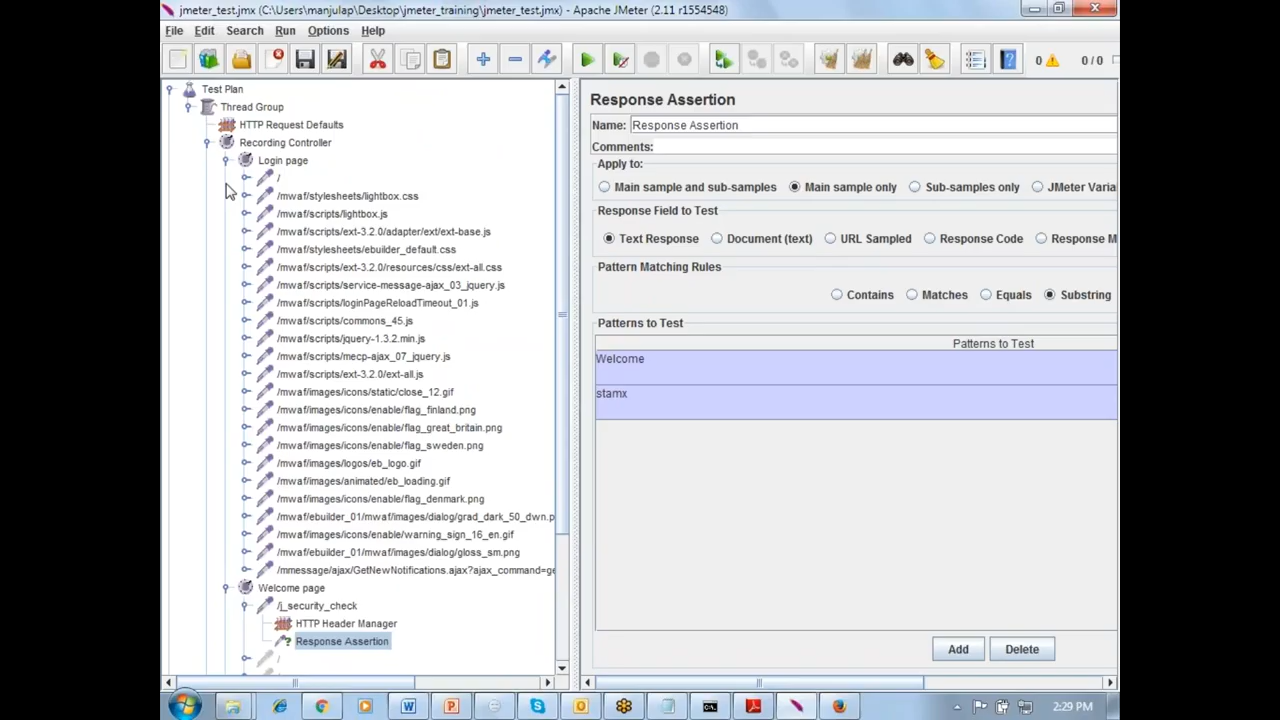 jmeter_test.jmx (C:\Users\manjulap\Desktop\jmeter_training\jmeter_test.jmx) - Apache JMeter (2.11 r1554548)
File Edit Search Run Options Help
0 0 / 0
Test Plan
Thread Group
HTTP Request Defaults
Recording Controller
Login page
/
/mwaf/stylesheets/lightbox.css
/mwaf/scripts/lightbox.js
/mwaf/scripts/ext-3.2.0/adapter/ext/ext-base.js
/mwaf/stylesheets/ebuilder_default.css
/mwaf/scripts/ext-3.2.0/resources/css/ext-all.css
/mwaf/scripts/service-message-ajax_03_jquery.js
/mwaf/scripts/loginPageReloadTimeout_01.js
/mwaf/scripts/commons_45.js
/mwaf/scripts/jquery-1.3.2.min.js
/mwaf/scripts/mecp-ajax_07_jquery.js
/mwaf/scripts/ext-3.2.0/ext-all.js
/mwaf/images/icons/static/close_12.gif
/mwaf/images/icons/enable/flag_finland.png
/mwaf/images/icons/enable/flag_great_britain.png
/mwaf/images/icons/enable/flag_sweden.png
/mwaf/images/logos/eb_logo.gif
/mwaf/images/animated/eb_loading.gif
/mwaf/images/icons/enable/flag_denmark.png
/mwaf/ebuilder_01/mwaf/images/dialog/grad_dark_50_dwn.p
/mwaf/images/icons/enable/warning_sign_16_en.gif
/mwaf/ebuilder_01/mwaf/images/dialog/gloss_sm.png
/mmessage/ajax/GetNewNotifications.ajax?ajax_command=ge
Welcome page
/j_security_check
HTTP Header Manager
Response Assertion
/
Response Assertion
Name: Response Assertion
Comments:
Apply to:
Main sample and sub-samples Main sample only Sub-samples only JMeter Varia
Response Field to Test
Text Response Document (text) URL Sampled Response Code Response M
Pattern Matching Rules
Contains Matches Equals Substring
Patterns to Test
Patterns to Test
Welcome
stamx
Add Delete
2:29 PM